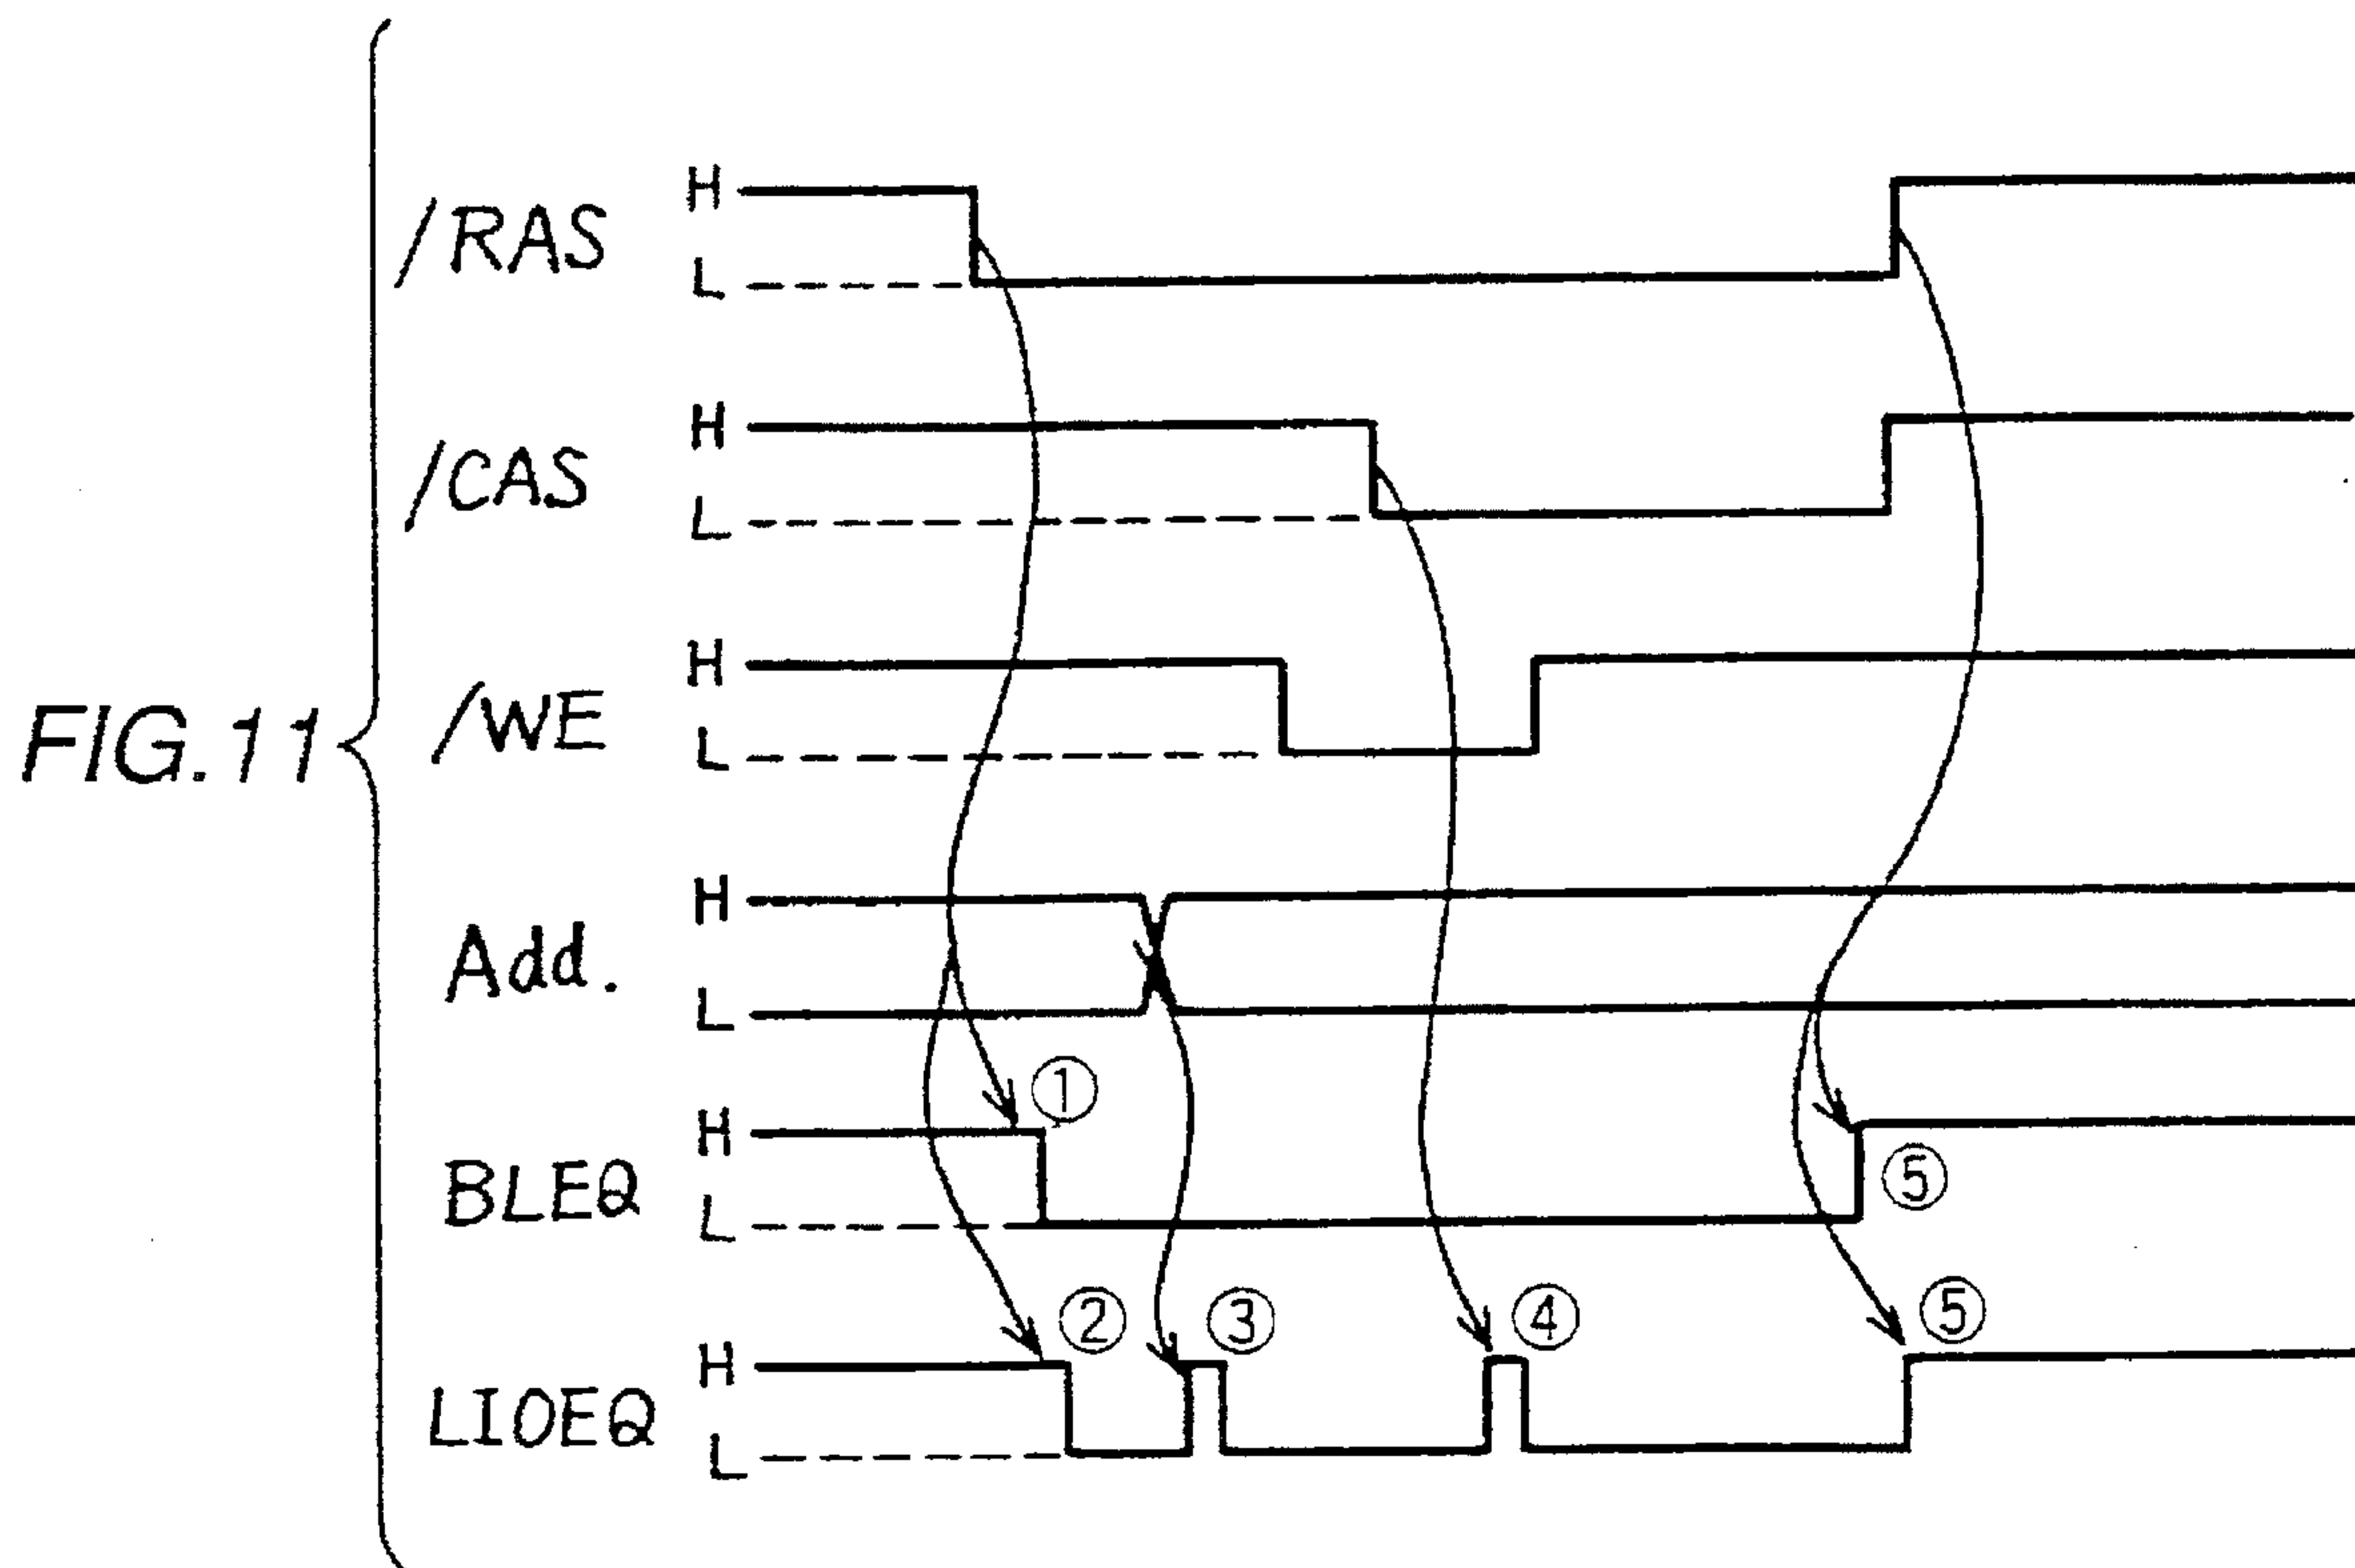 FIG.11
/RAS
H
L
/CAS
H
L
/WE
H
L
Add.
H
L
①
BLEQ
H
L
⑤
②
③
④
⑤
LIOEQ
H
L